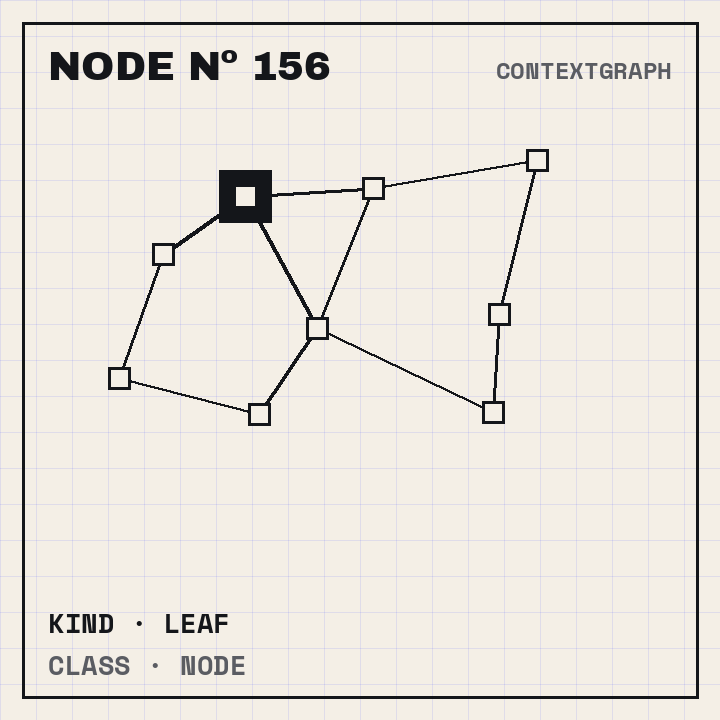 NODE Nº 156
CONTEXTGRAPH
KIND · LEAF
CLASS · NODE